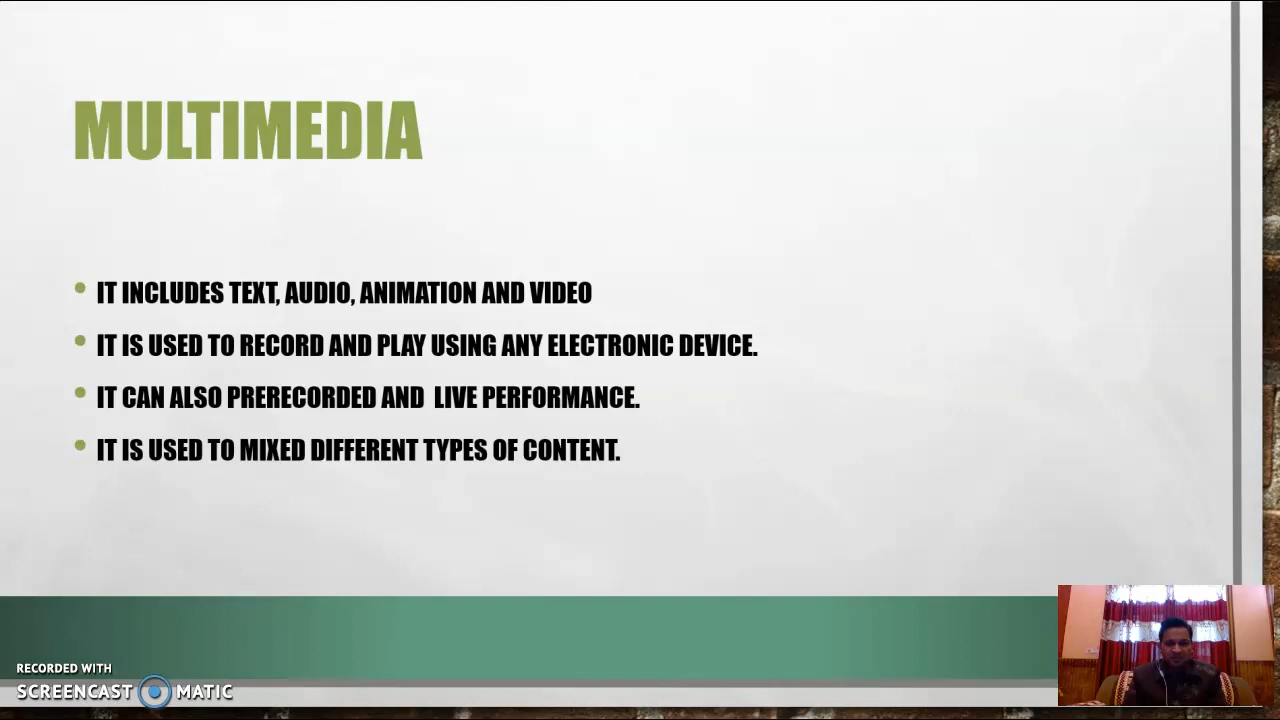 MULTIMEDIA
• IT INCLUDES TEXT, AUDIO, ANIMATION AND VIDEO
• IT IS USED TO RECORD AND PLAY USING ANY ELECTRONIC DEVICE.
• IT CAN ALSO PRERECORDED AND LIVE PERFORMANCE.
• IT IS USED TO MIXED DIFFERENT TYPES OF CONTENT.
RECORDED WITH
SCREENCAST MATIC